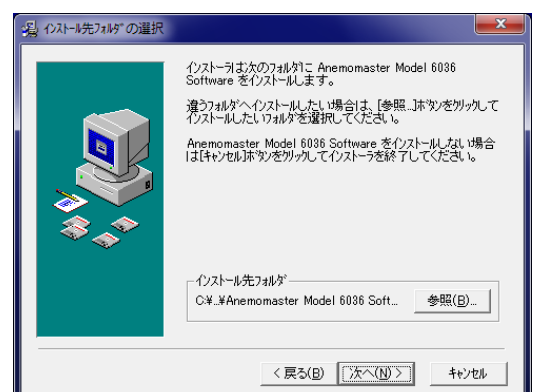 インストール先フォルダの選択
インストーラは次のフォルダに Anemomaster Model 6036
Software をインストールします。
違うフォルダへインストールしたい場合は、[参照...]ボタンをクリックして
インストールしたいフォルダを選択してください。
Anemomaster Model 6036 Software をインストールしない場合
は[キャンセル]ボタンをクリックしてインストーラを終了してください。
インストール先フォルダ
C:¥...¥Anemomaster Model 6036 Soft...
参照(B)...
< 戻る(B)
次へ(N) >
キャンセル